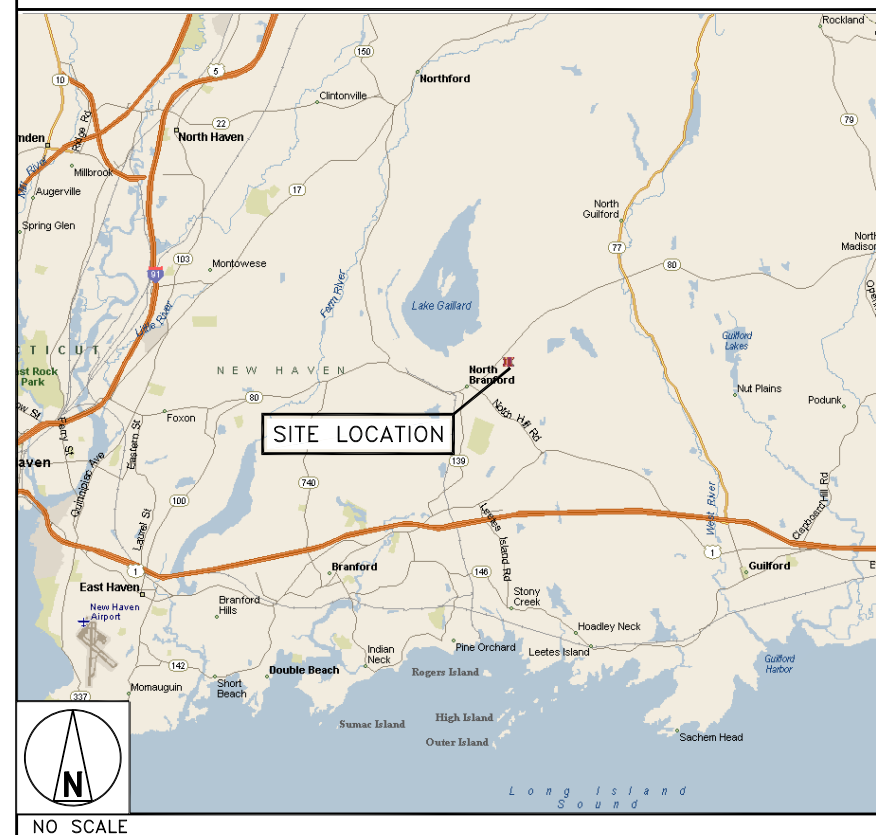 Rockland
150
5
Northford
10
Clintonville
22
79
Ridge Rd
North Haven
mden
Mill River
Millbrook
17
Augerville
North
Guilford
Spring Glen
77
North
Madison
103
Montowese
80
91
Farm River
Lake Gaillard
Little River
Guilford
Lakes
CTICUT
st Rock
Park
NEW HAVEN
North
Branford
80
Nut Plains
Podunk
Foxon
Notch Hill Rd
SITE LOCATION
Ferry St
Eastern St
aven
139
Quinnipiac Ave
740
100
Clapboard Hill Rd
West River
Laurel St
Leetes Island Rd
1
1
Branford
146
Guilford
East Haven
New Haven
Airport
Branford
Hills
Stony
Creek
Hoadley Neck
Indian
Neck
Pine Orchard
Leetes Island
Guilford
Harbor
142
Double Beach
Rogers Island
Short
Beach
Momauguin
337
High Island
Sumac Island
Outer Island
Sachem Head
N
Long Island
Sound
NO SCALE